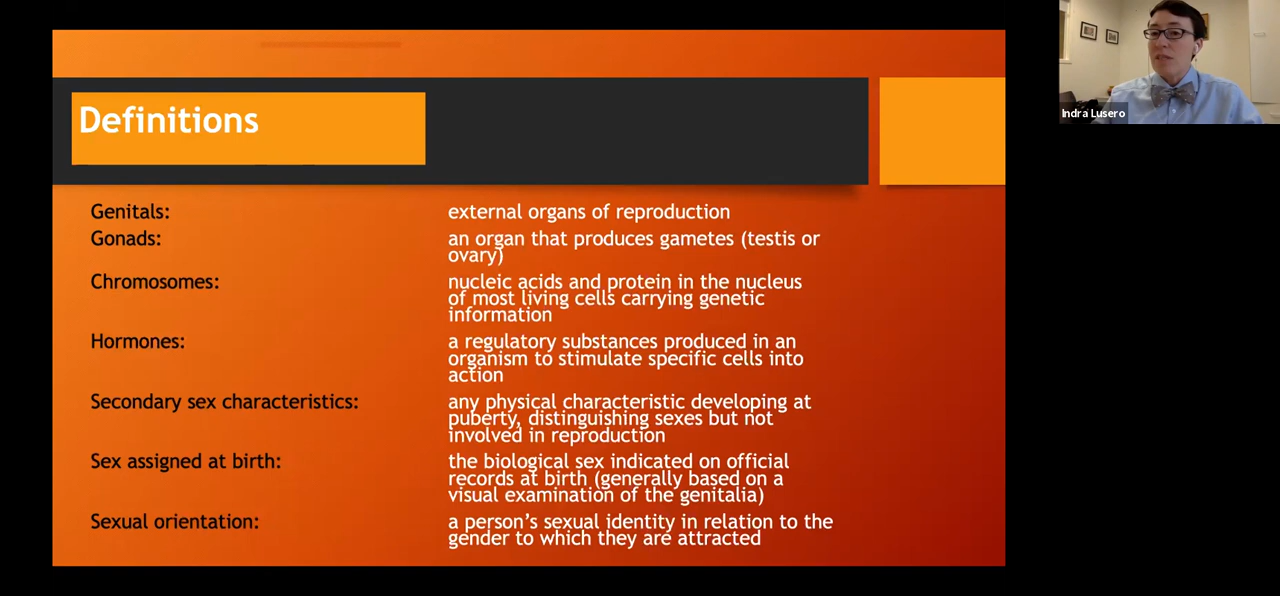 Definitions
Genitals:
external organs of reproduction
Gonads:
an organ that produces gametes (testis or
ovary)
Chromosomes:
nucleic acids and protein in the nucleus
of most living cells carrying genetic
information
Hormones:
a regulatory substances produced in an
organism to stimulate specific cells into
action
Secondary sex characteristics:
any physical characteristic developing at
puberty, distinguishing sexes but not
involved in reproduction
Sex assigned at birth:
the biological sex indicated on official
records at birth (generally based on a
visual examination of the genitalia)
Sexual orientation:
a person’s sexual identity in relation to the
gender to which they are attracted
Indra Lusero